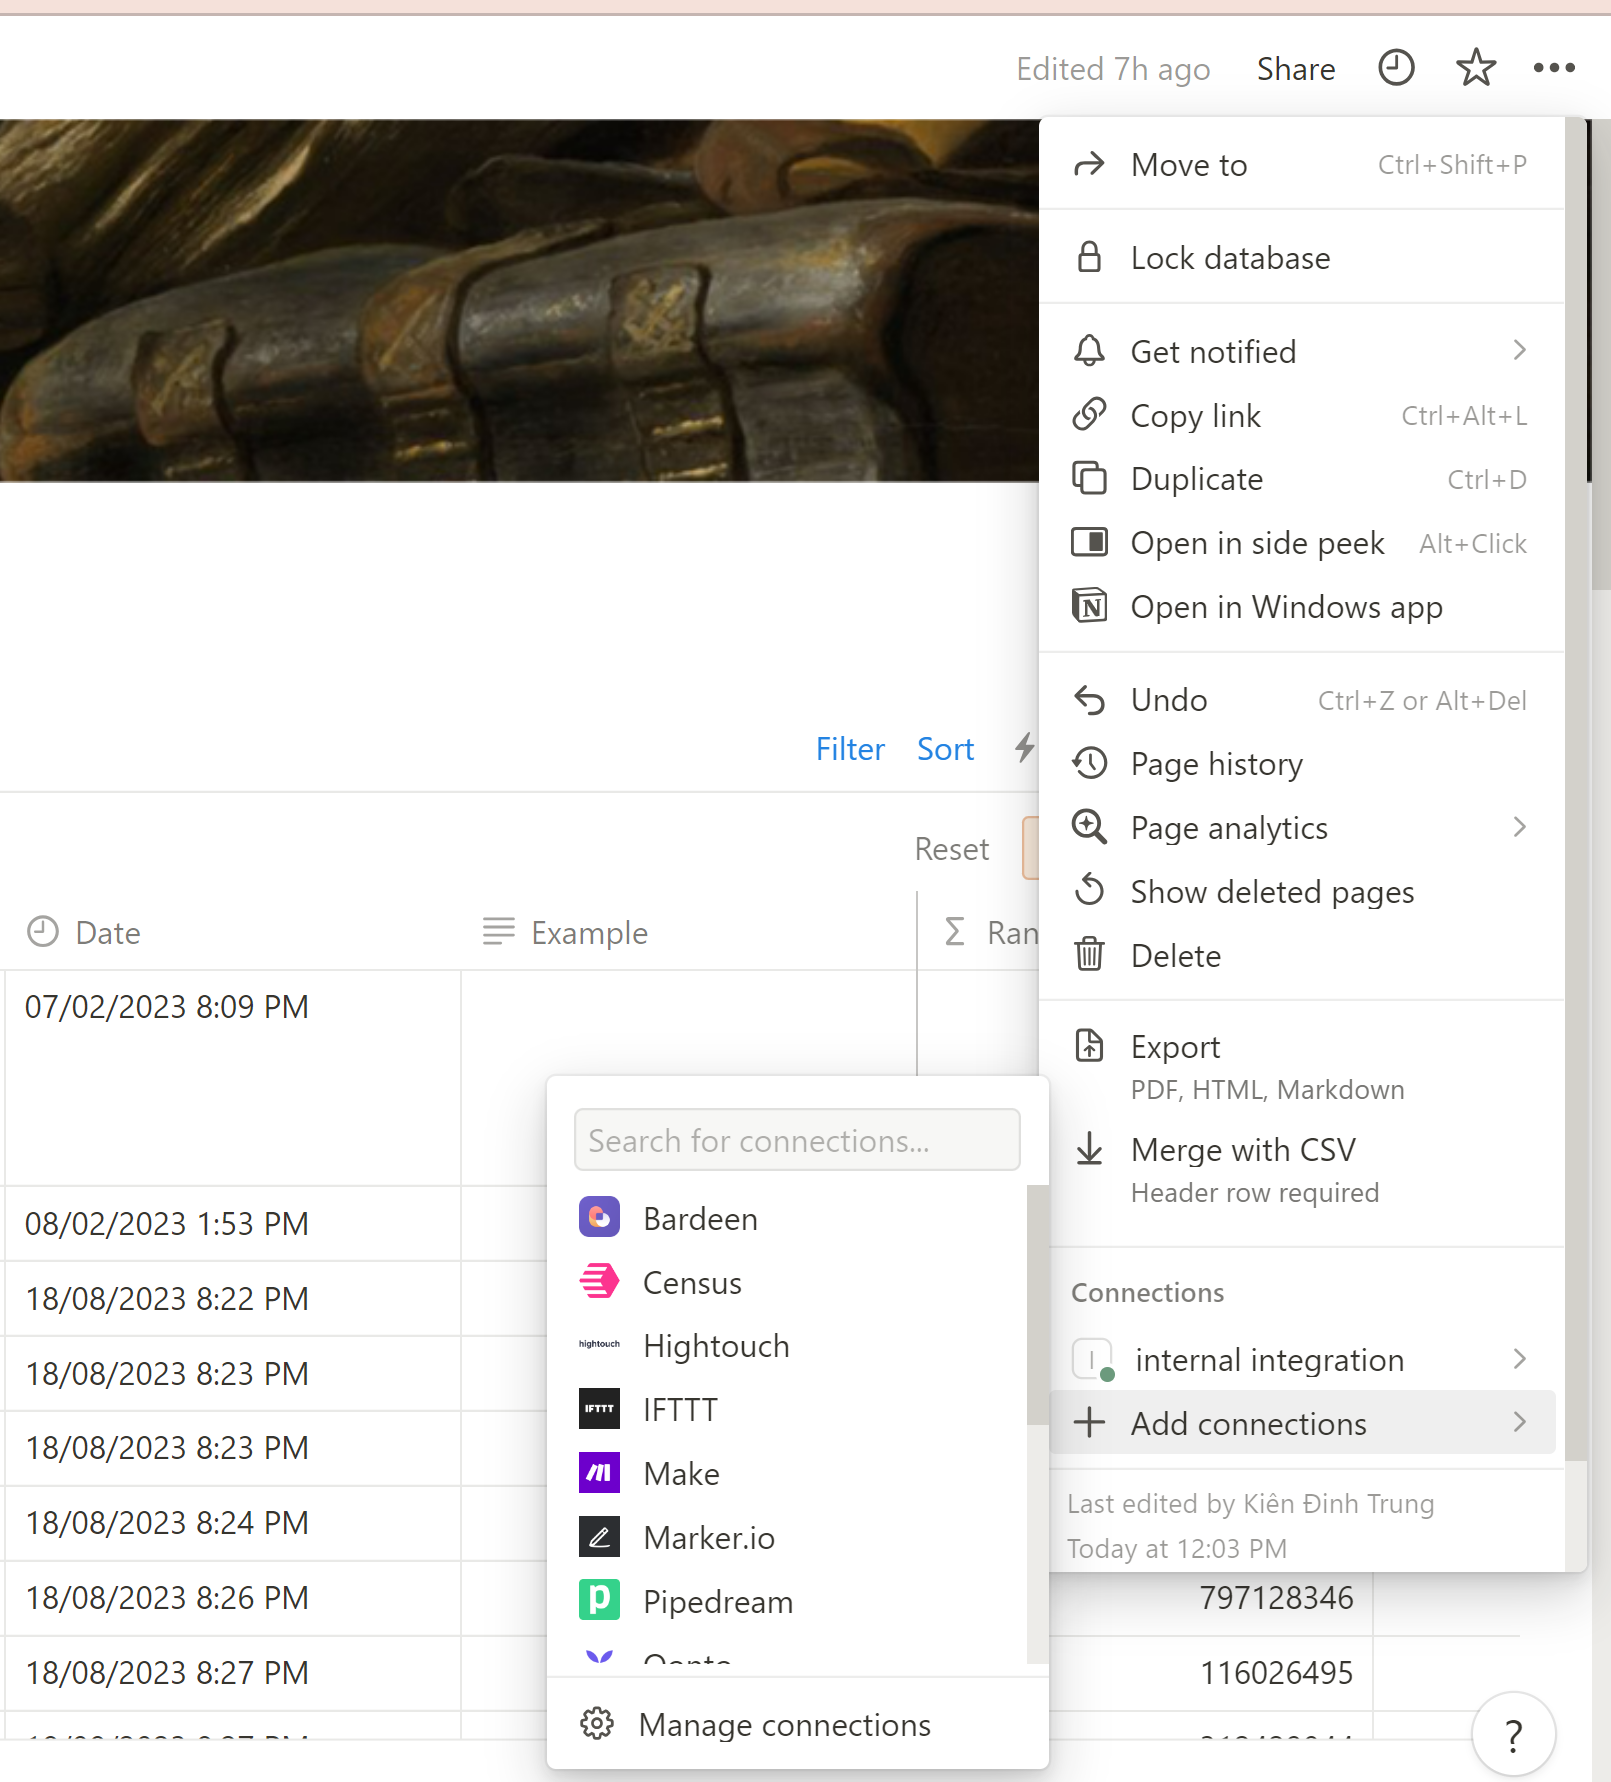 Edited 7h ago Share
Move to Ctrl+Shift+P
Lock database
Get notified
Copy link Ctrl+Alt+L
Duplicate Ctrl+D
Open in side peek Alt+Click
Open in Windows app
Undo Ctrl+Z or Alt+Del
Page history
Page analytics
Show deleted pages
Delete
Export
PDF, HTML, Markdown
Merge with CSV
Header row required
Connections
I internal integration
Add connections
Last edited by Kiên Đinh Trung
Today at 12:03 PM
Filter Sort
Reset
Date Example Σ Ran
07/02/2023 8:09 PM
08/02/2023 1:53 PM
18/08/2023 8:22 PM
18/08/2023 8:23 PM
18/08/2023 8:23 PM
18/08/2023 8:24 PM
18/08/2023 8:26 PM 797128346
18/08/2023 8:27 PM 116026495
Search for connections...
Bardeen
Census
hightouch Hightouch
IFTTT IFTTT
Make
Marker.io
p Pipedream
Qonto
Manage connections
?